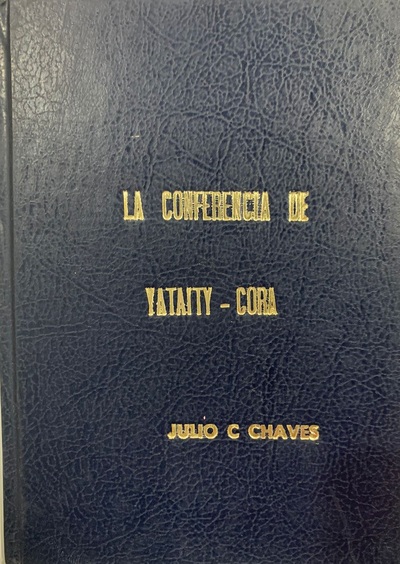 LA CONFERENCIA DE
YATAITY - CORA
JULIO C CHAVES